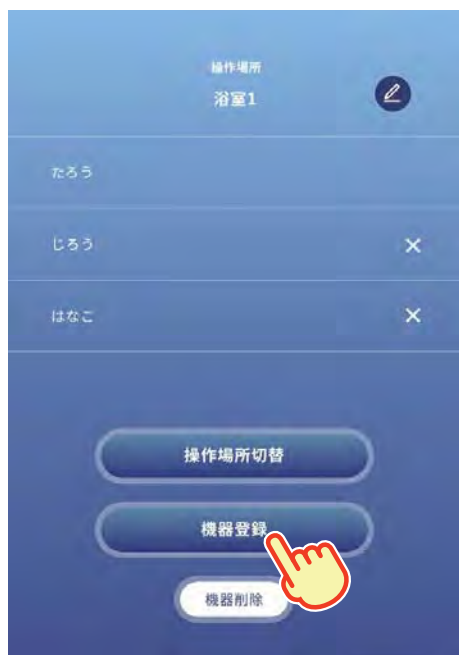 操作場所
浴室1
たろう
じろう
はなこ
操作場所切替
機器登録
機器削除